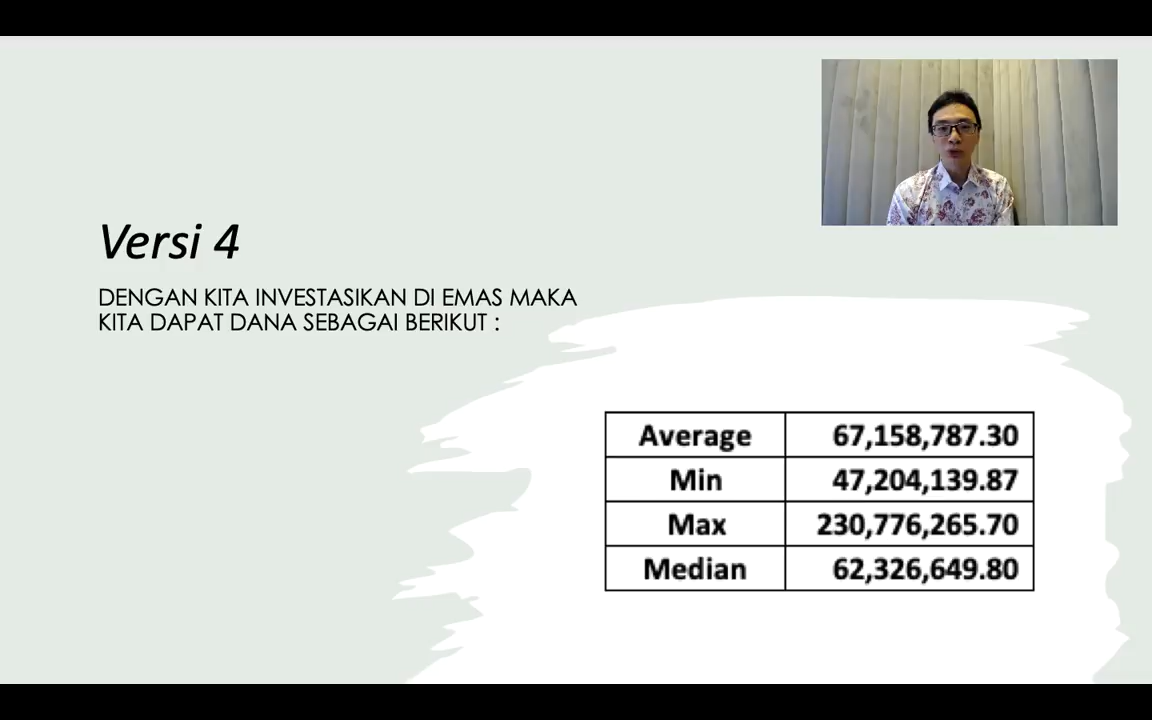 Versi 4
DENGAN KITA INVESTASIKAN DI EMAS MAKA
KITA DAPAT DANA SEBAGAI BERIKUT :
Average 67,158,787.30
Min 47,204,139.87
Max 230,776,265.70
Median 62,326,649.80